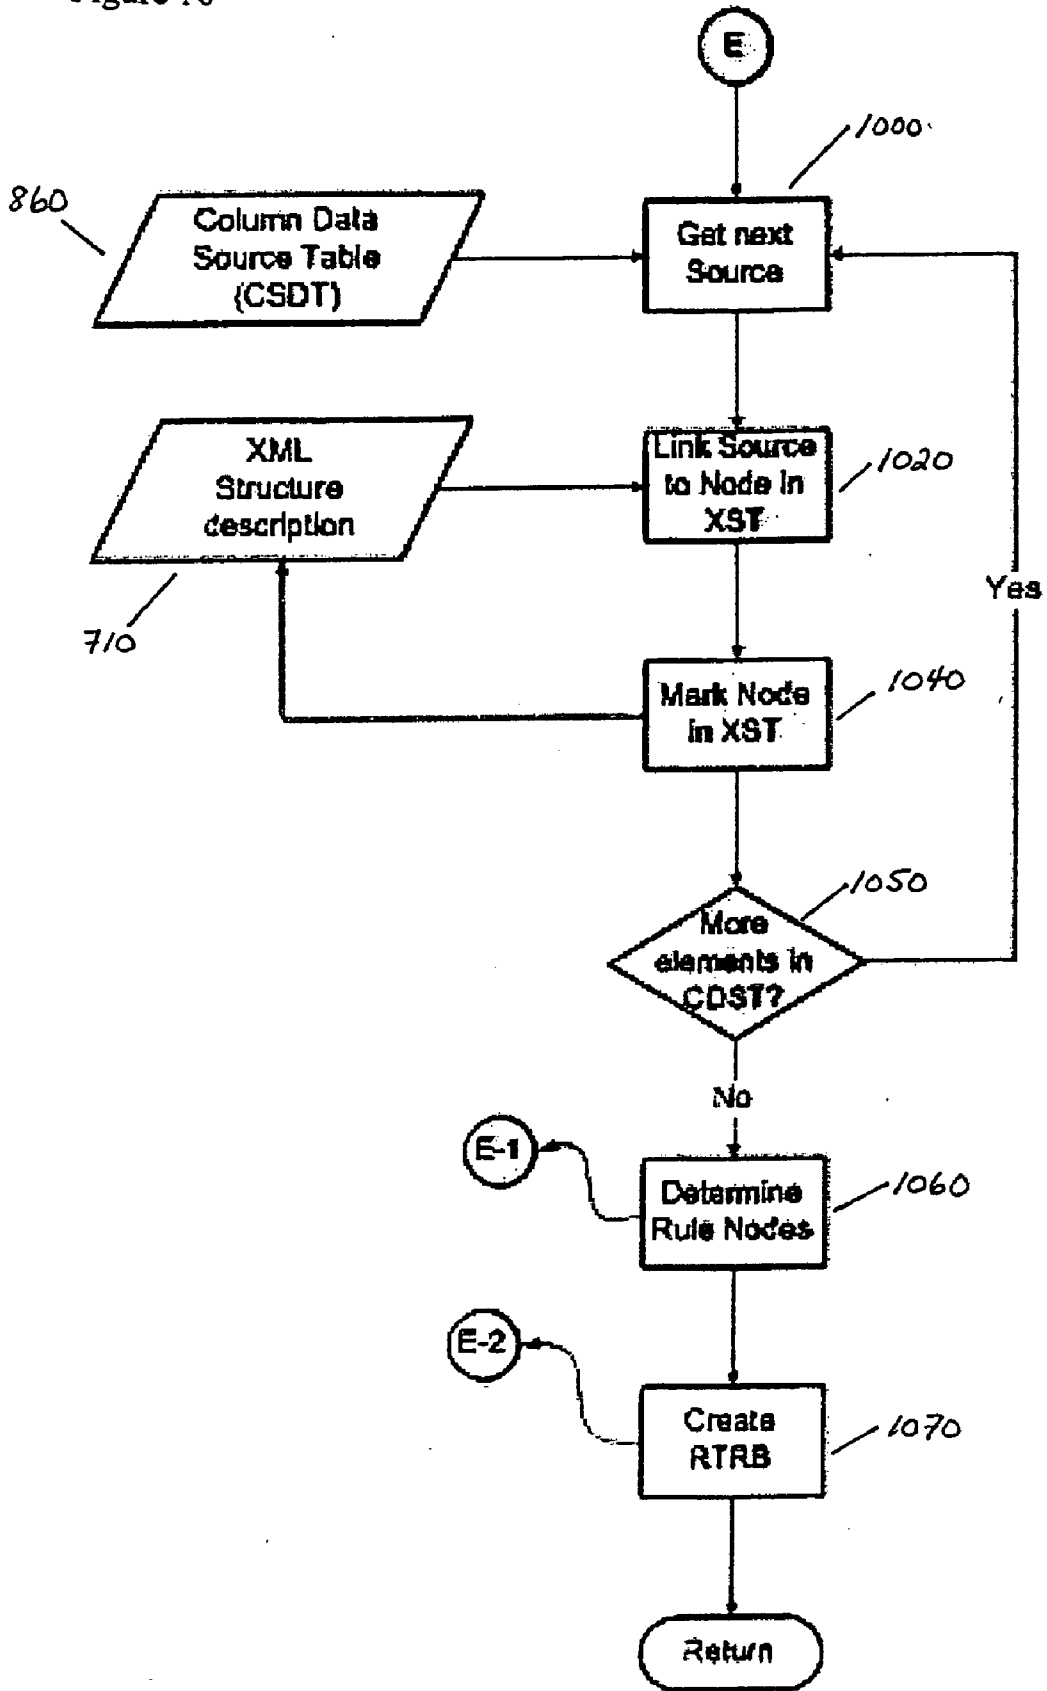 E
1000
860
Column Data
Source Table
(CSDT)
Get next
Source
XML
Structure
description
Link Source
to Node in
XST
1020
Yes
710
Mark Node
in XST
1040
1050
More
elements in
CDST?
No
E-1
Determine
Rule Nodes
1060
E-2
Create
RTRB
1070
Return